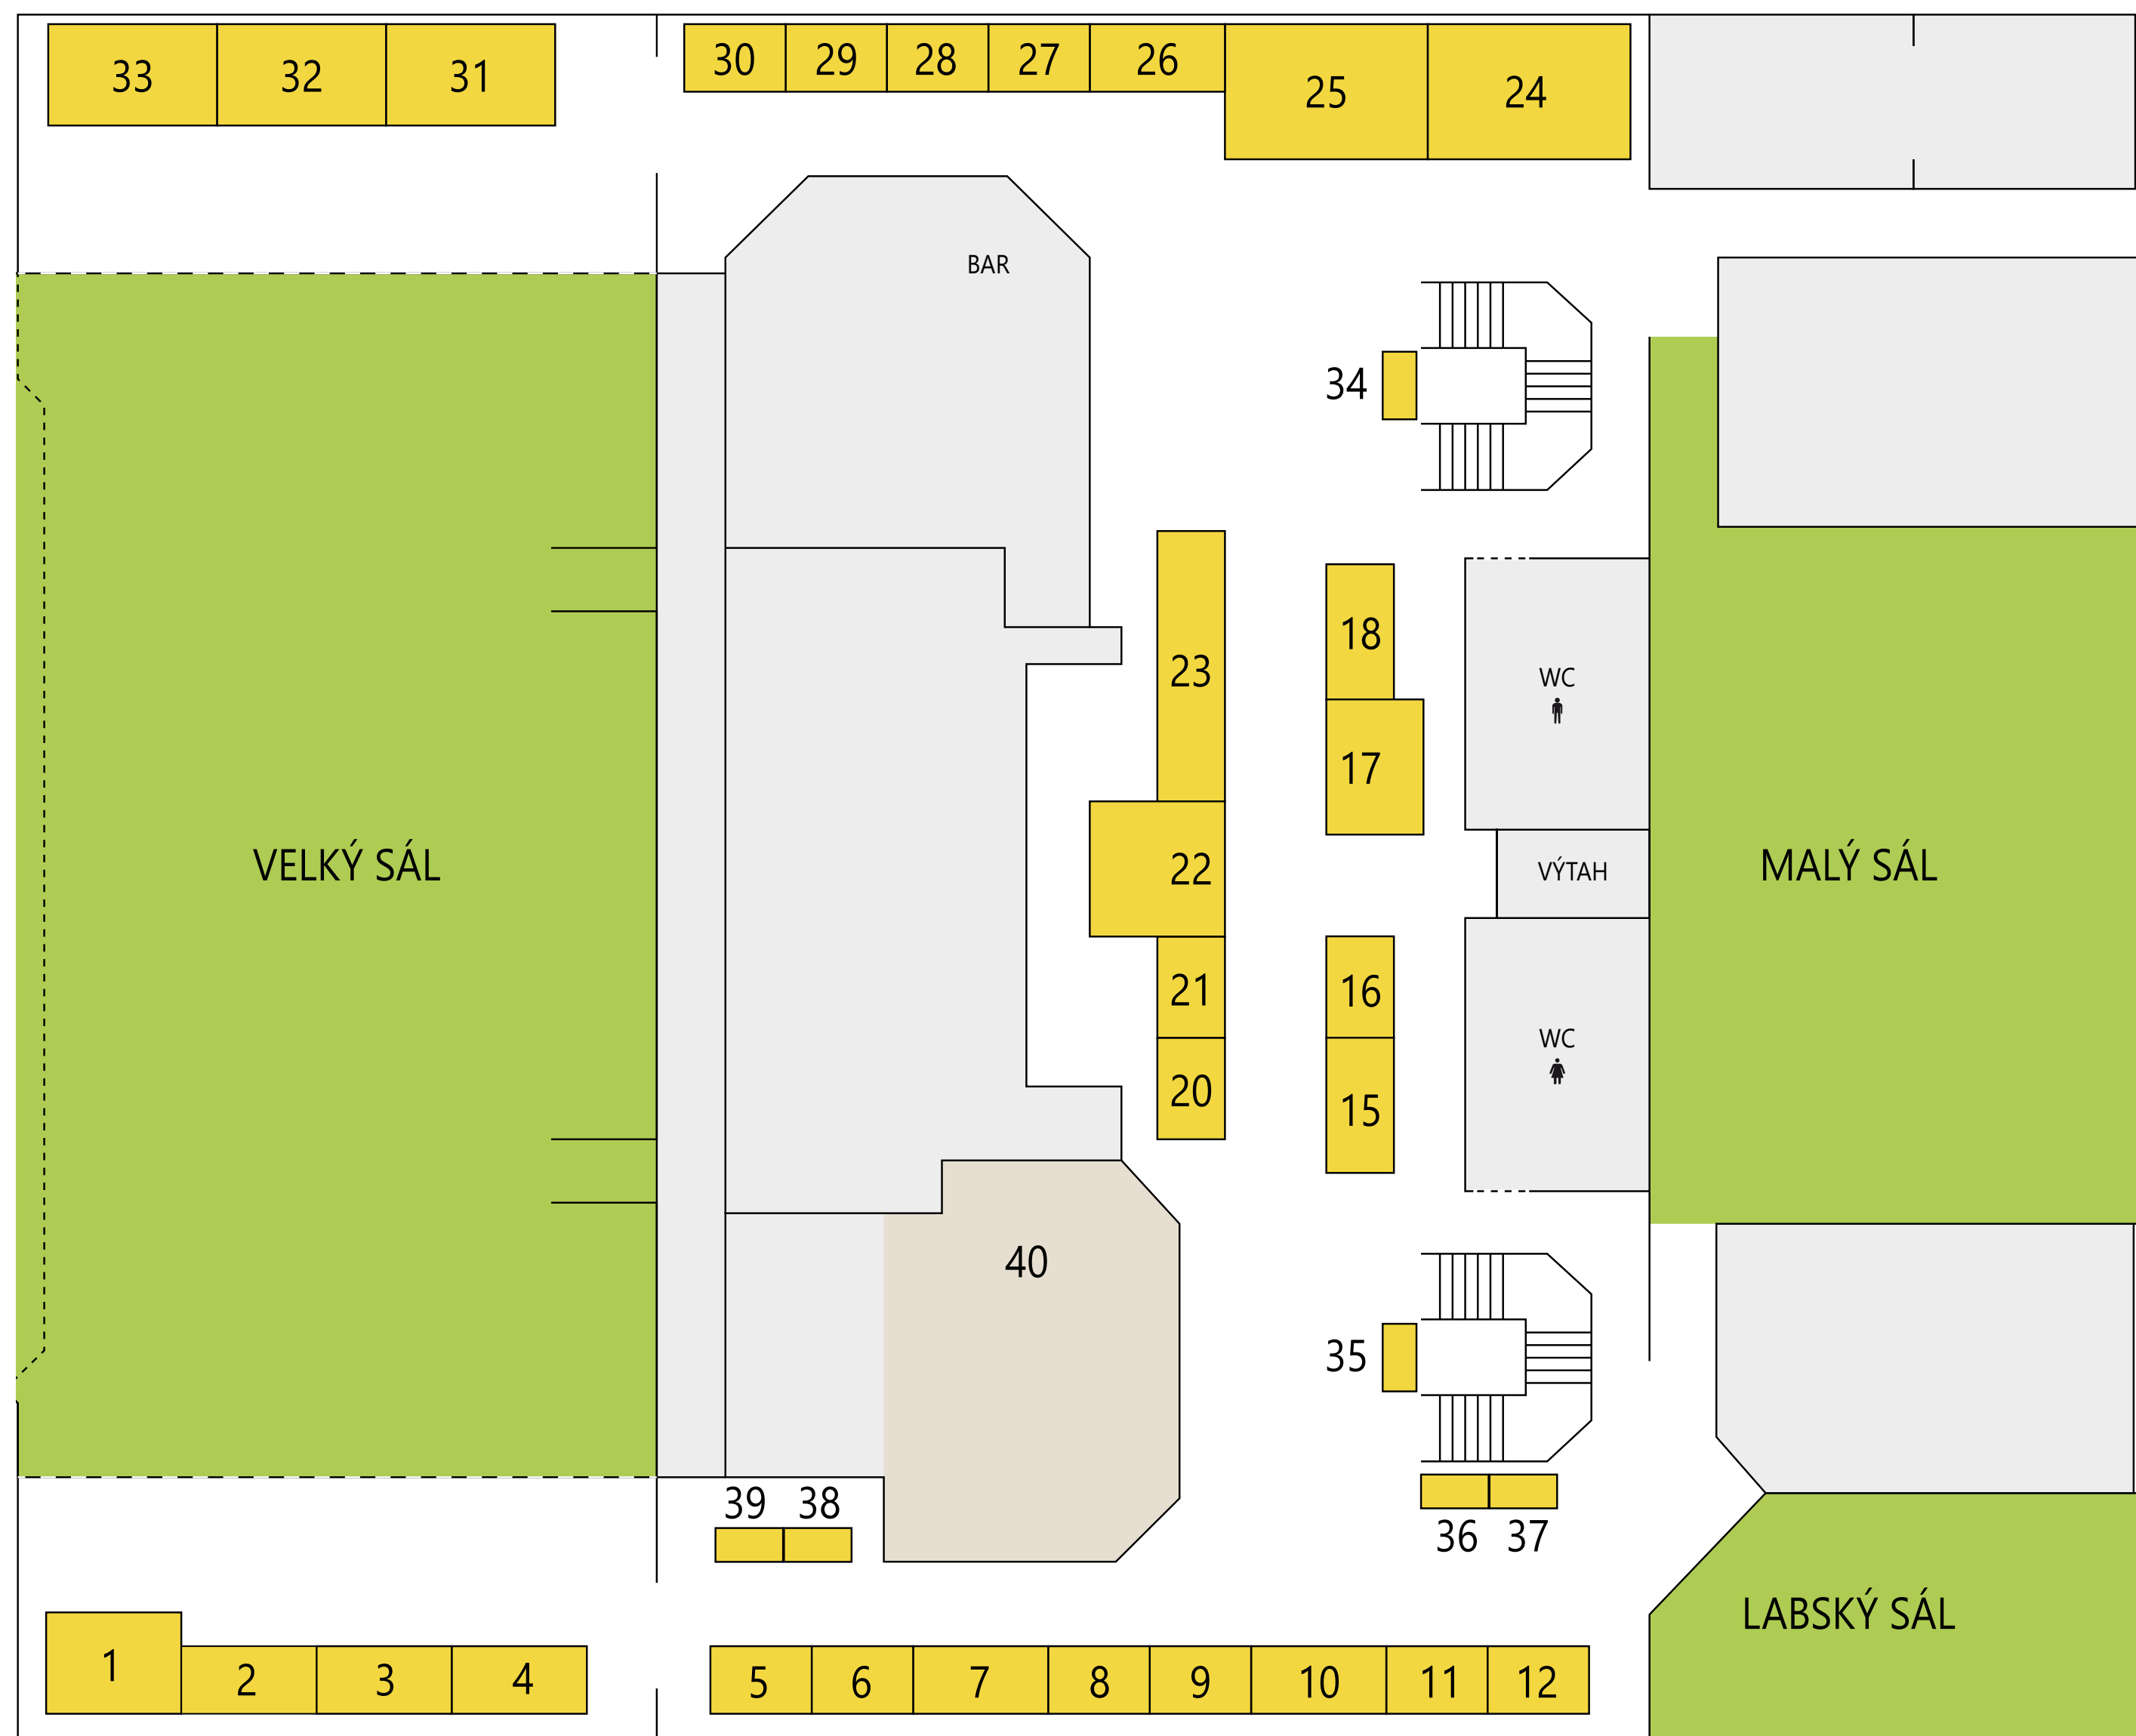 33 32 31 30 29 28 27 26 25 24
BAR
34
23 18
WC
17
VELKÝ SÁL 22 VÝTAH MALÝ SÁL
21 16
WC
20 15
40
35
39 38
36 37
LABSKÝ SÁL
1 2 3 4 5 6 7 8 9 10 11 12